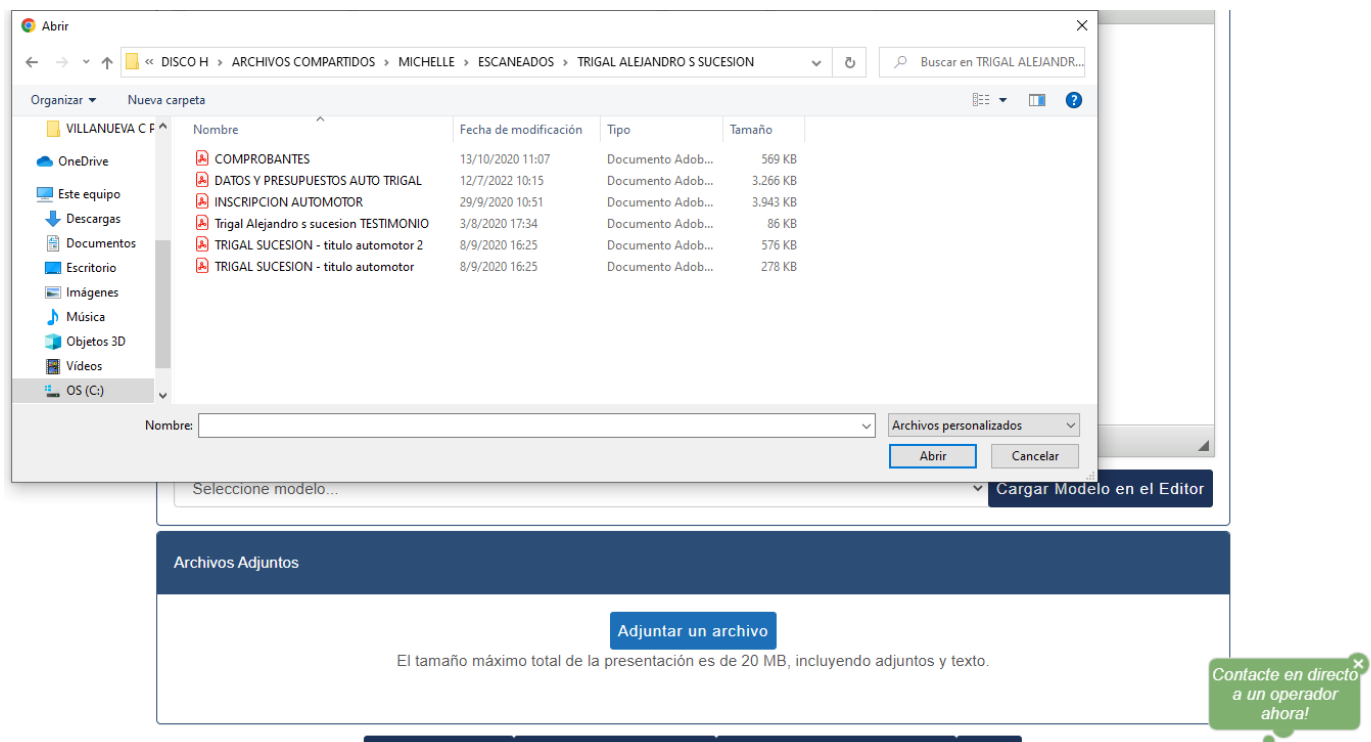 Abrir
« DISCO H › ARCHIVOS COMPARTIDOS › MICHELLE › ESCANEADOS › TRIGAL ALEJANDRO S SUCESION
Buscar en TRIGAL ALEJANDR...
Organizar Nueva carpeta
VILLANUEVA C P
OneDrive
Este equipo
Descargas
Documentos
Escritorio
Imágenes
Música
Objetos 3D
Vídeos
OS (C:)
Nombre Fecha de modificación Tipo Tamaño
COMPROBANTES 13/10/2020 11:07 Documento Adob... 569 KB
DATOS Y PRESUPUESTOS AUTO TRIGAL 12/7/2022 10:15 Documento Adob... 3.266 KB
INSCRIPCION AUTOMOTOR 29/9/2020 10:51 Documento Adob... 3.943 KB
Trigal Alejandro s sucesion TESTIMONIO 3/8/2020 17:34 Documento Adob... 86 KB
TRIGAL SUCESION - titulo automotor 2 8/9/2020 16:25 Documento Adob... 576 KB
TRIGAL SUCESION - titulo automotor 8/9/2020 16:25 Documento Adob... 278 KB
Nombre: Archivos personalizados
Abrir Cancelar
Seleccione modelo... Cargar Modelo en el Editor
Archivos Adjuntos
Adjuntar un archivo
El tamaño máximo total de la presentación es de 20 MB, incluyendo adjuntos y texto.
Contacte en directo
a un operador
ahora!